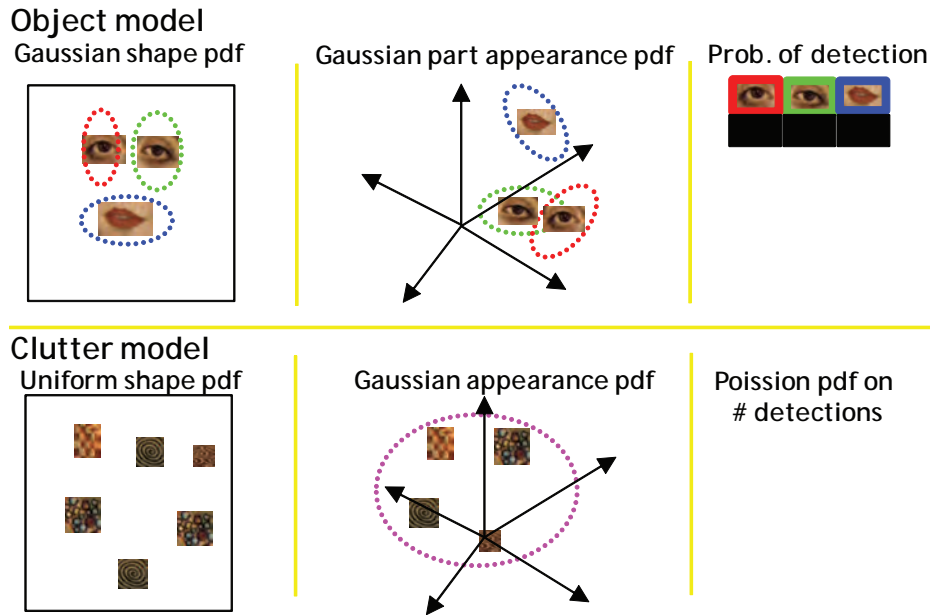 Object model
Gaussian shape pdf
Gaussian part appearance pdf
Prob. of detection
Clutter model
Uniform shape pdf
Gaussian appearance pdf
Poission pdf on
# detections